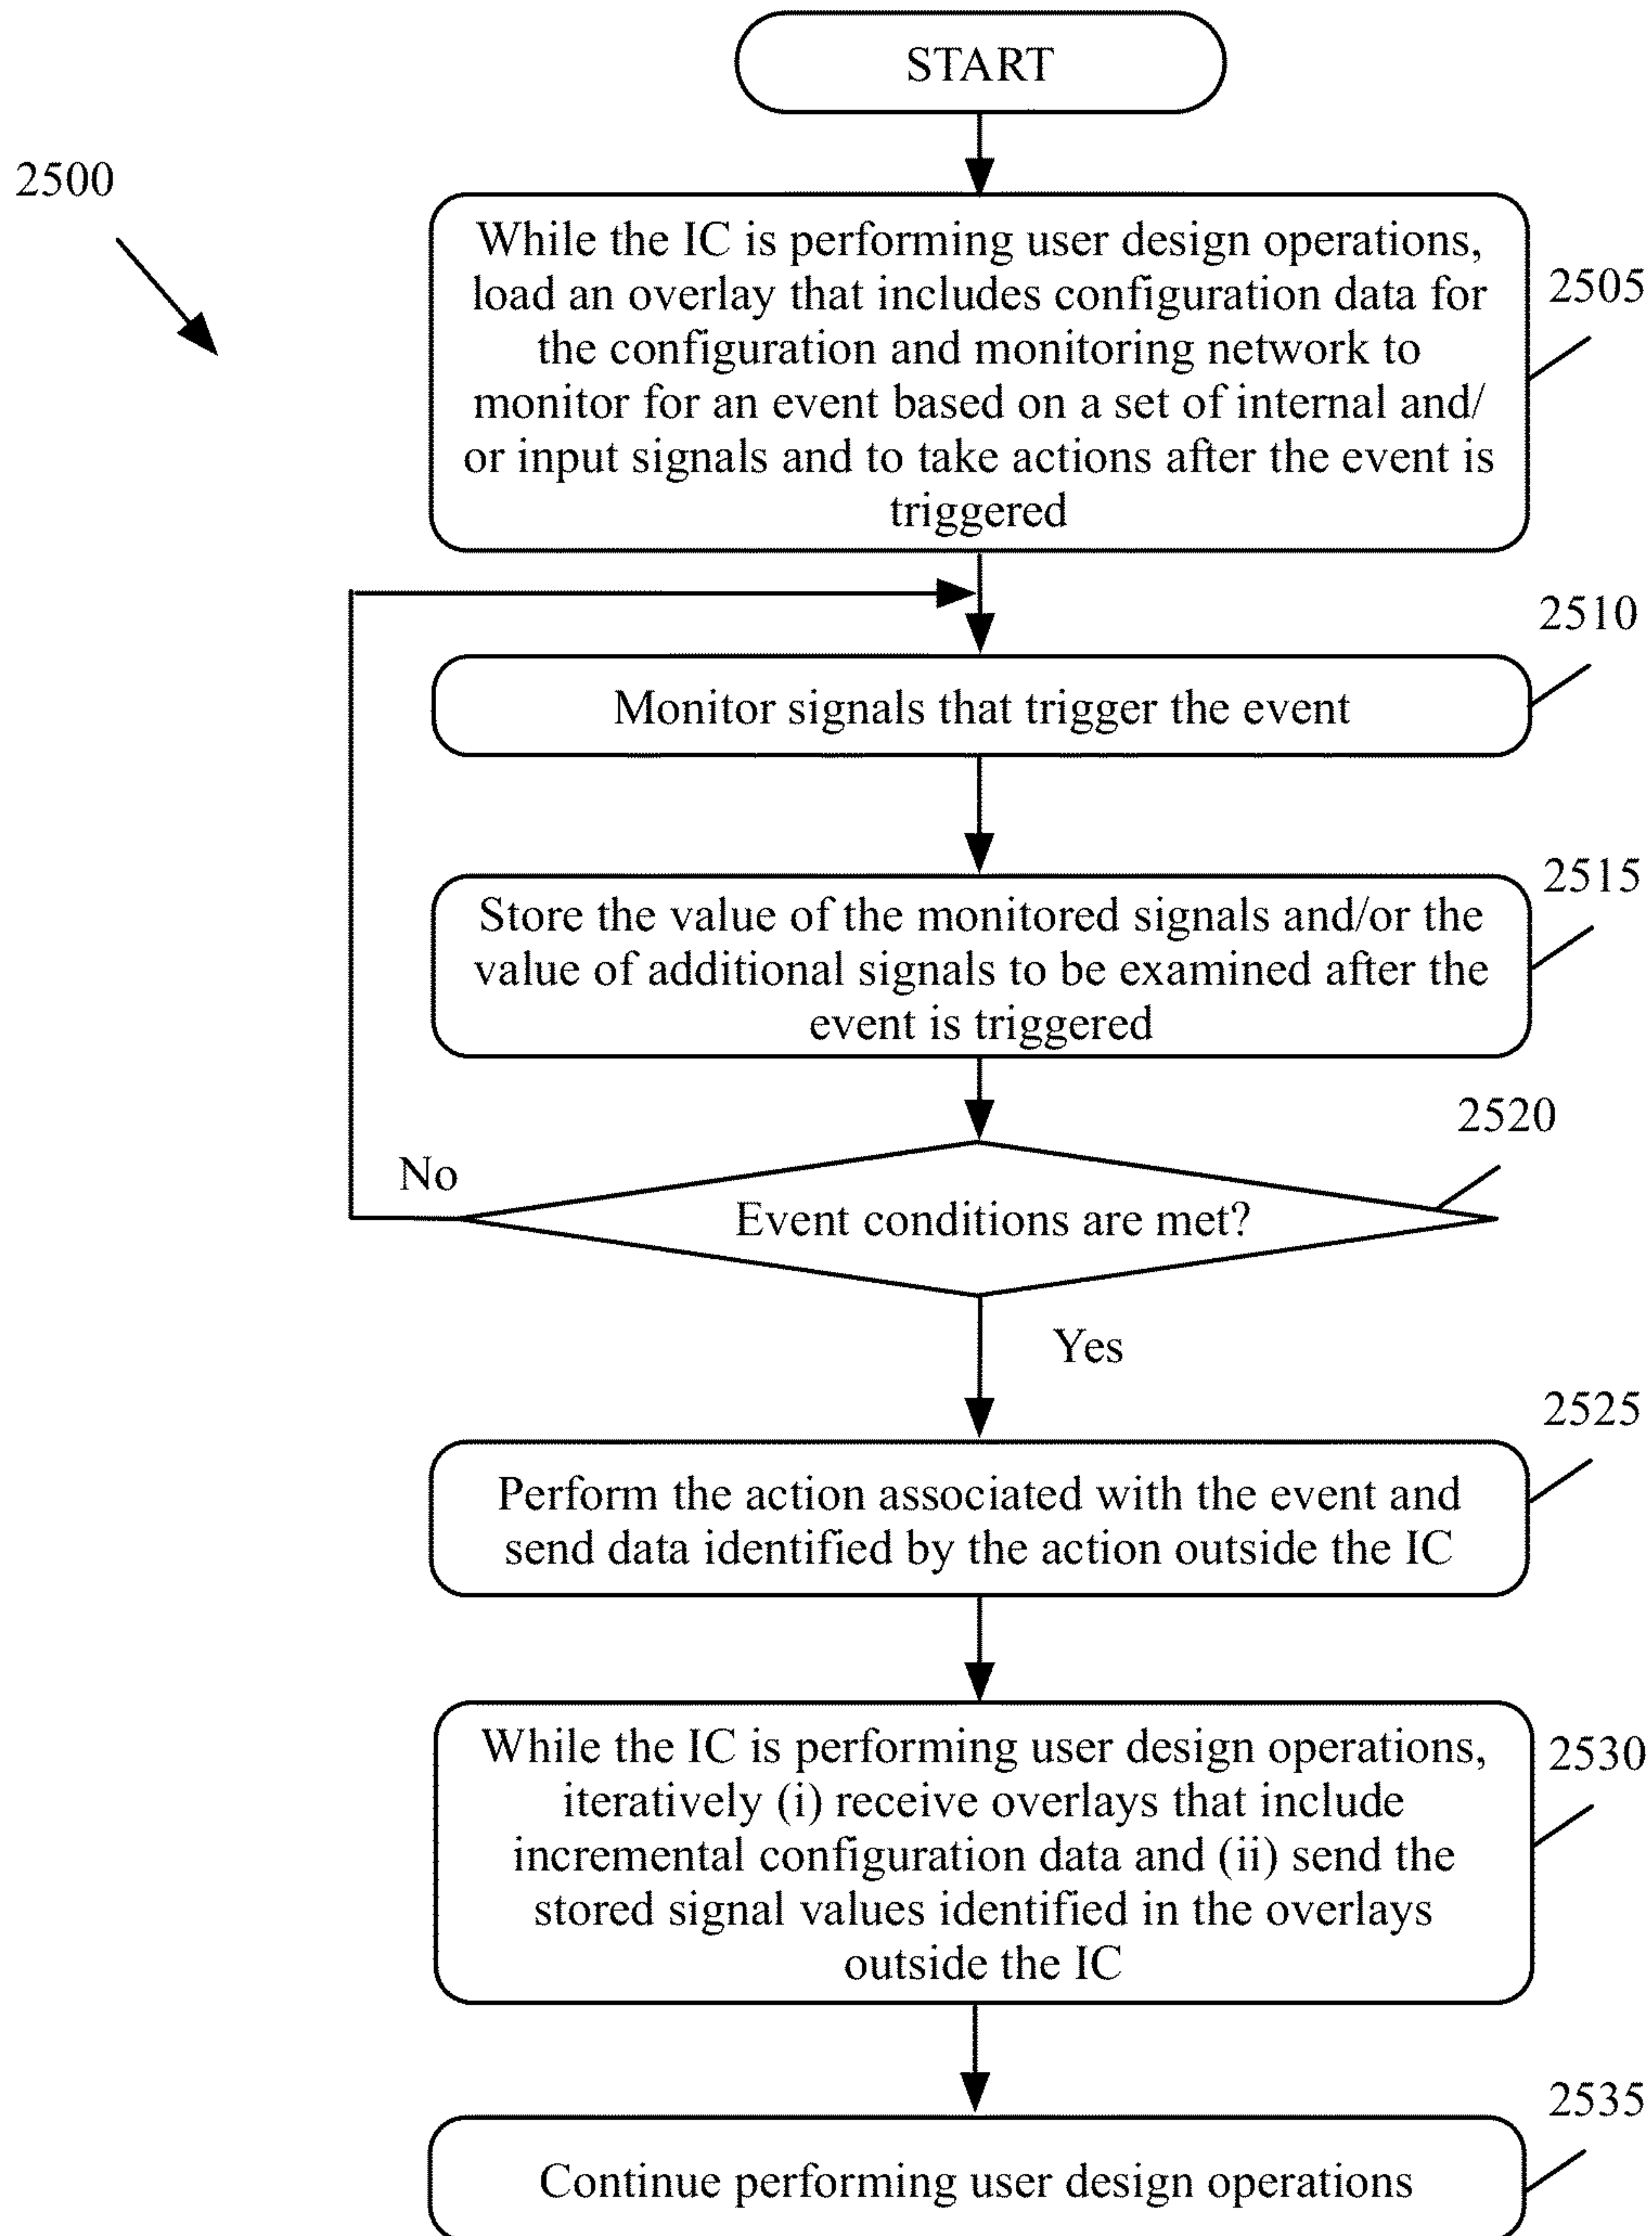 START
2500
While the IC is performing user design operations,
load an overlay that includes configuration data for
the configuration and monitoring network to
monitor for an event based on a set of internal and/
or input signals and to take actions after the event is
triggered
2505
2510
Monitor signals that trigger the event
2515
Store the value of the monitored signals and/or the
value of additional signals to be examined after the
event is triggered
2520
No
Event conditions are met?
Yes
2525
Perform the action associated with the event and
send data identified by the action outside the IC
While the IC is performing user design operations,
iteratively (i) receive overlays that include
incremental configuration data and (ii) send the
stored signal values identified in the overlays
outside the IC
2530
2535
Continue performing user design operations